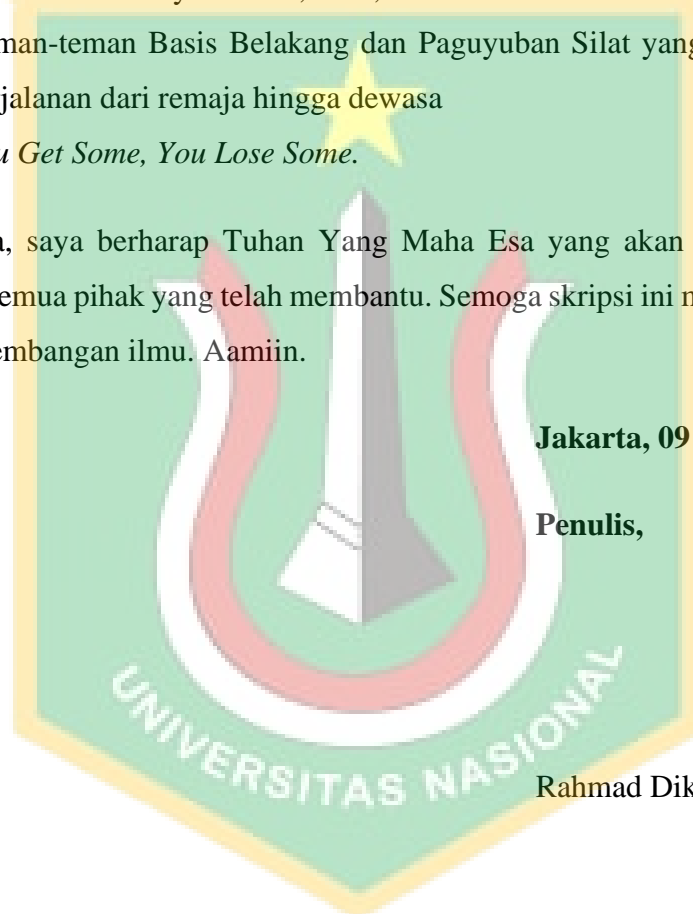 man-teman Basis Belakang dan Paguyuban Silat yang
jalanan dari remaja hingga dewasa
u Get Some, You Lose Some.
a, saya berharap Tuhan Yang Maha Esa yang akan
emua pihak yang telah membantu. Semoga skripsi ini m
embangan ilmu. Aamiin.
Jakarta, 09
Penulis,
UNIVERSITAS NASIONAL
Rahmad Dik